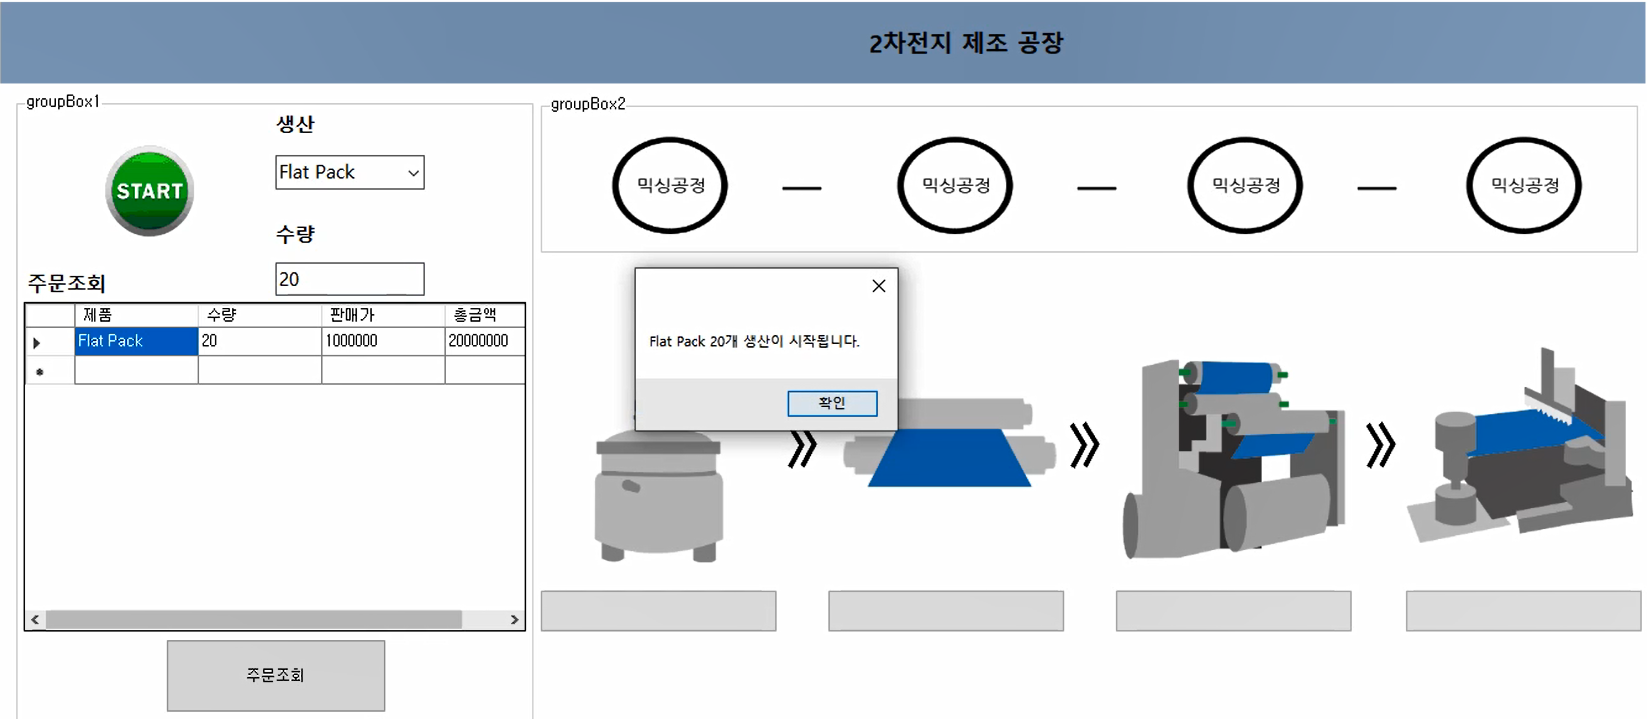 2차전지 제조 공장
groupBox1
START
생산
Flat Pack
수량
20
주문조회
제품 수량 판매가 총금액
Flat Pack 20 1000000 20000000
주문조회
groupBox2
믹싱공정 믹싱공정 믹싱공정 믹싱공정
Flat Pack 20개 생산이 시작됩니다.
확인